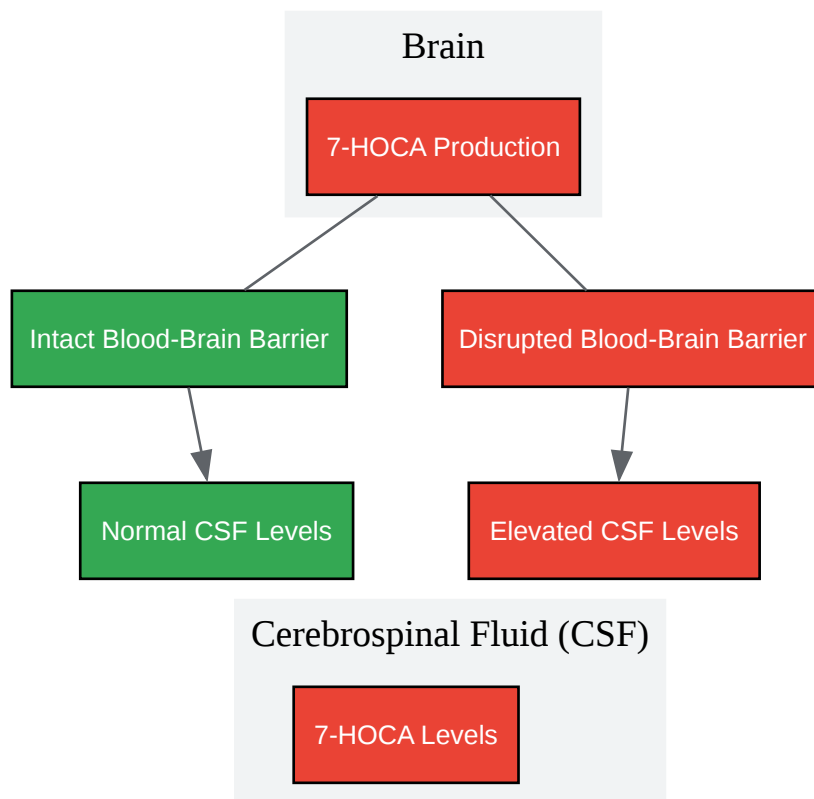 Brain
7-HOCA Production
Intact Blood-Brain Barrier
Disrupted Blood-Brain Barrier
Normal CSF Levels
Elevated CSF Levels
Cerebrospinal Fluid (CSF)
7-HOCA Levels